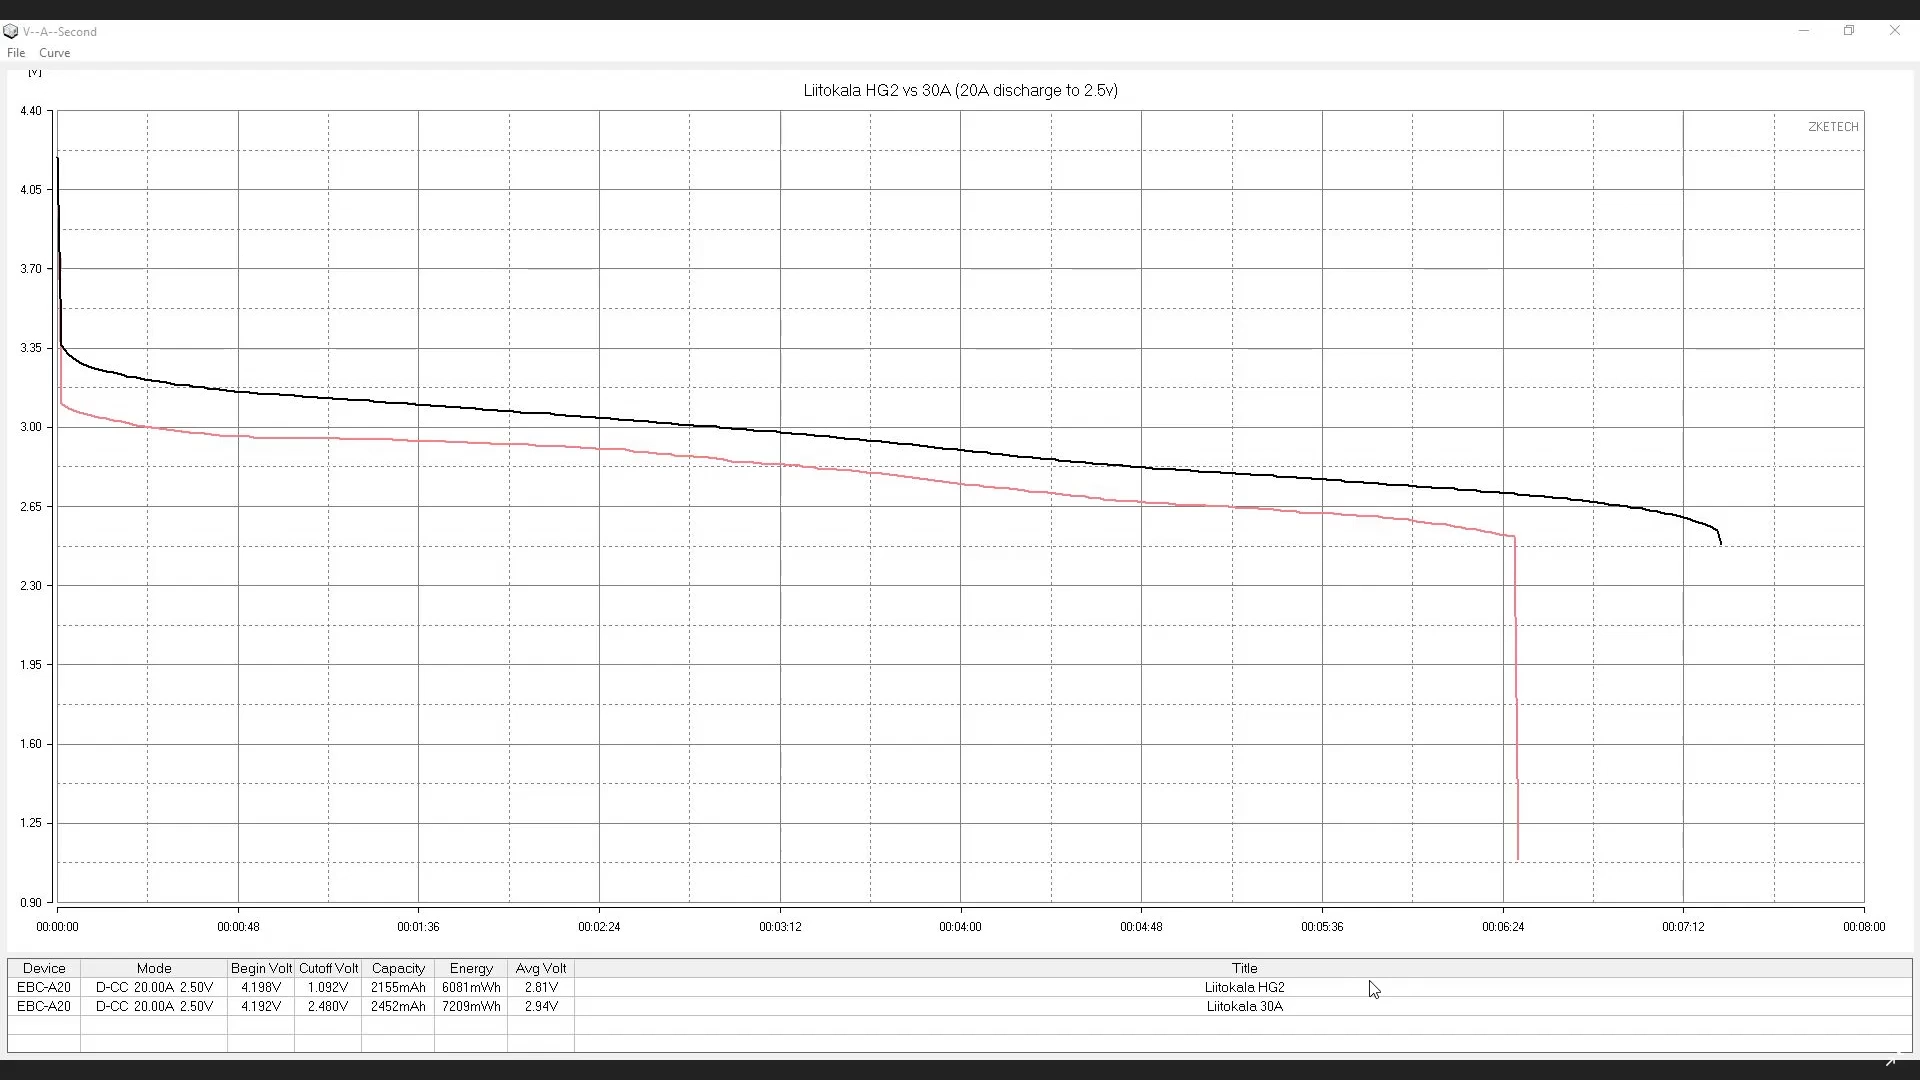 V--A--Second
File Curve
[V]
Liitokala HG2 vs 30A (20A discharge to 2.5v)
ZKETECH
4.40
4.05
3.70
3.35
3.00
2.65
2.30
1.95
1.60
1.25
0.90
00:00:00 00:00:48 00:01:36 00:02:24 00:03:12 00:04:00 00:04:48 00:05:36 00:06:24 00:07:12 00:08:00
Device Mode Begin Volt Cutoff Volt Capacity Energy Avg Volt Title
EBC-A20 D-CC 20.00A 2.50V 4.198V 1.092V 2155mAh 6081mWh 2.81V Liitokala HG2
EBC-A20 D-CC 20.00A 2.50V 4.192V 2.480V 2452mAh 7209mWh 2.94V Liitokala 30A